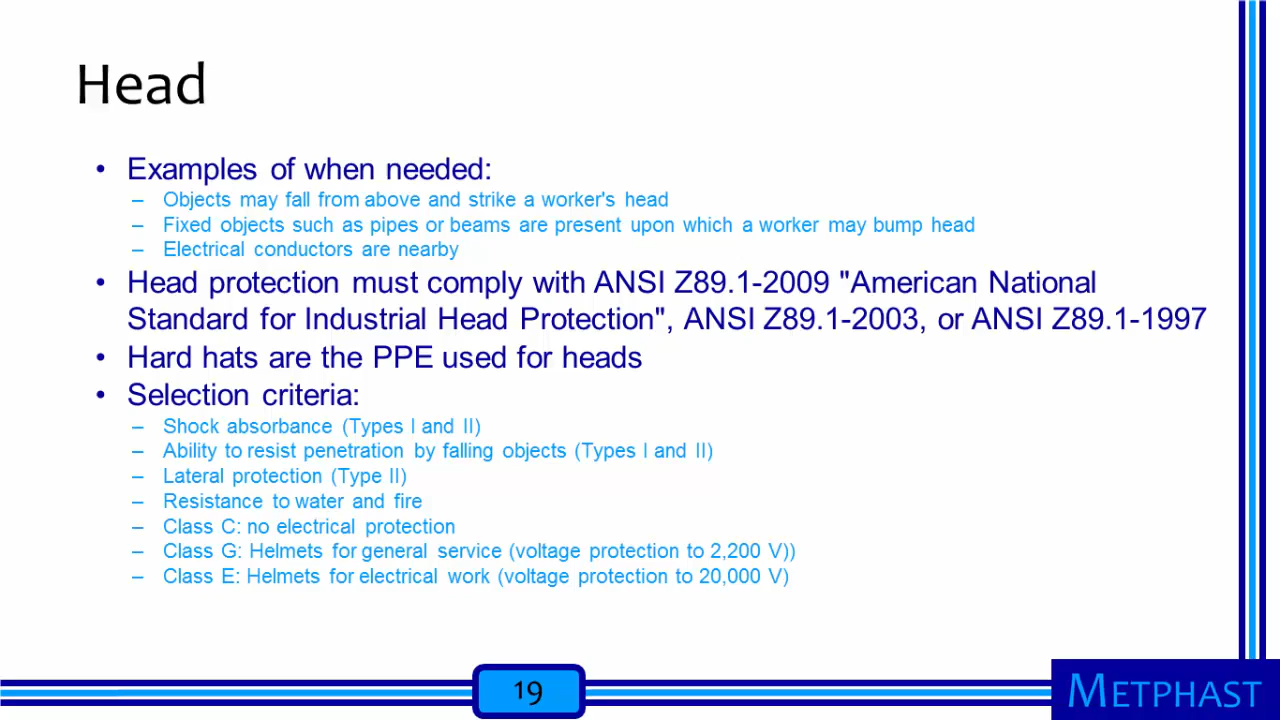 Head
• Examples of when needed:
– Objects may fall from above and strike a worker's head
– Fixed objects such as pipes or beams are present upon which a worker may bump head
– Electrical conductors are nearby
• Head protection must comply with ANSI Z89.1-2009 "American National
Standard for Industrial Head Protection", ANSI Z89.1-2003, or ANSI Z89.1-1997
• Hard hats are the PPE used for heads
• Selection criteria:
– Shock absorbance (Types I and II)
– Ability to resist penetration by falling objects (Types I and II)
– Lateral protection (Type II)
– Resistance to water and fire
– Class C: no electrical protection
– Class G: Helmets for general service (voltage protection to 2,200 V))
– Class E: Helmets for electrical work (voltage protection to 20,000 V)
19
METPHAST